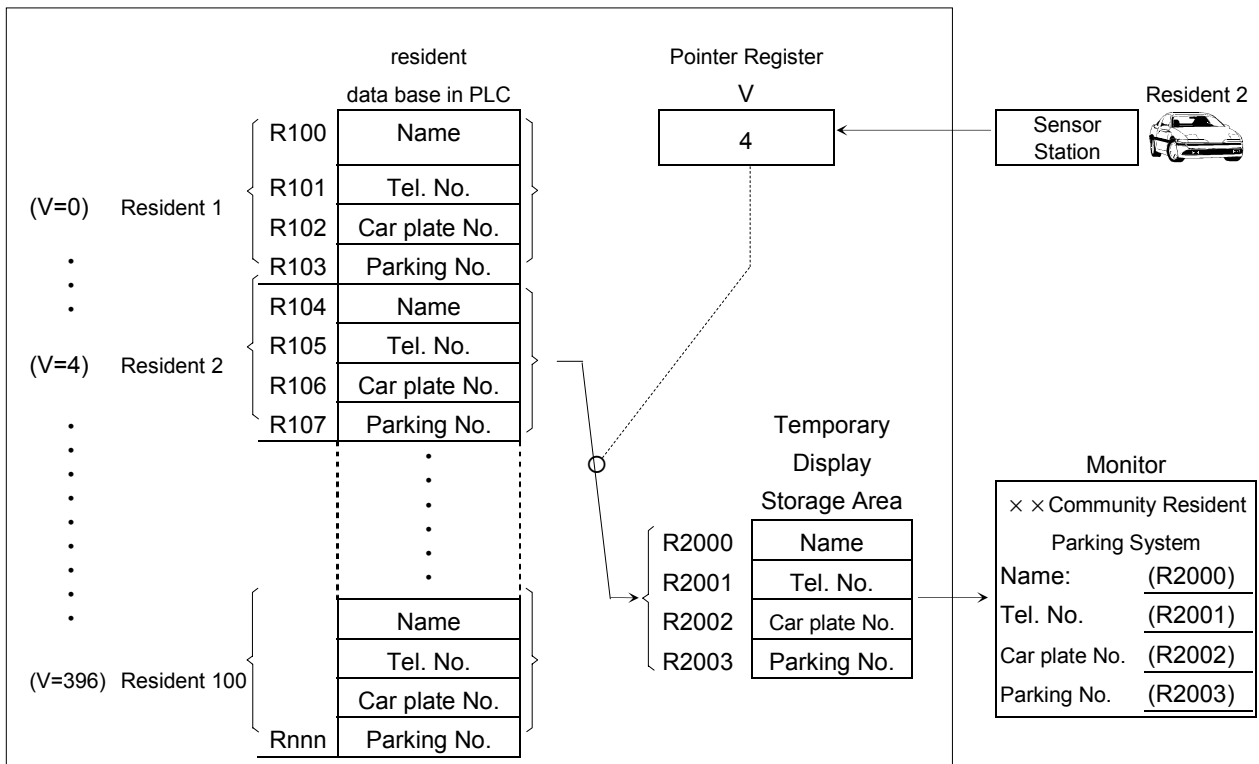 resident
data base in PLC
Pointer Register
V
4
Sensor
Station
Resident 2
(V=0) Resident 1
R100 Name
R101 Tel. No.
R102 Car plate No.
R103 Parking No.
(V=4) Resident 2
R104 Name
R105 Tel. No.
R106 Car plate No.
R107 Parking No.
(V=396) Resident 100
Name
Tel. No.
Car plate No.
Rnnn Parking No.
Temporary
Display
Storage Area
R2000 Name
R2001 Tel. No.
R2002 Car plate No.
R2003 Parking No.
Monitor
××Community Resident
Parking System
Name: (R2000)
Tel. No. (R2001)
Car plate No. (R2002)
Parking No. (R2003)